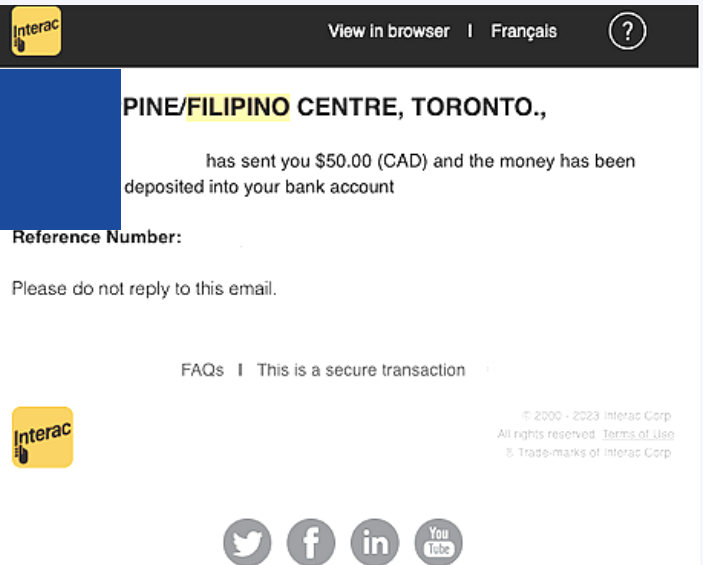 Interac
View in browser I Français
?
PINE/FILIPINO CENTRE, TORONTO.,
has sent you $50.00 (CAD) and the money has been
deposited into your bank account
Reference Number:
Please do not reply to this email.
FAQs I This is a secure transaction
© 2000 - 2023 Interac Corp
All rights reserved. Terms of Use
® Trade-marks of Interac Corp
Interac
f
in
You
Tube